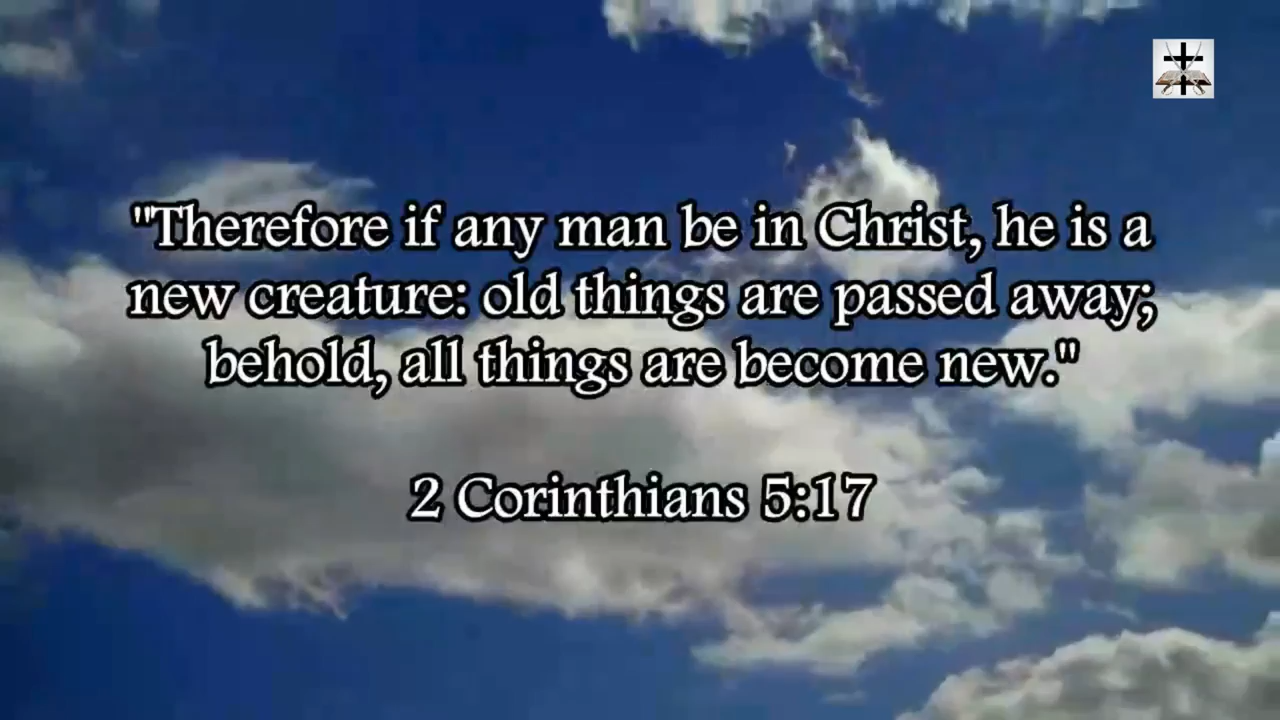 "Therefore if any man be in Christ, he is a
new creature: old things are passed away;
behold, all things are become new."
2 Corinthians 5:17